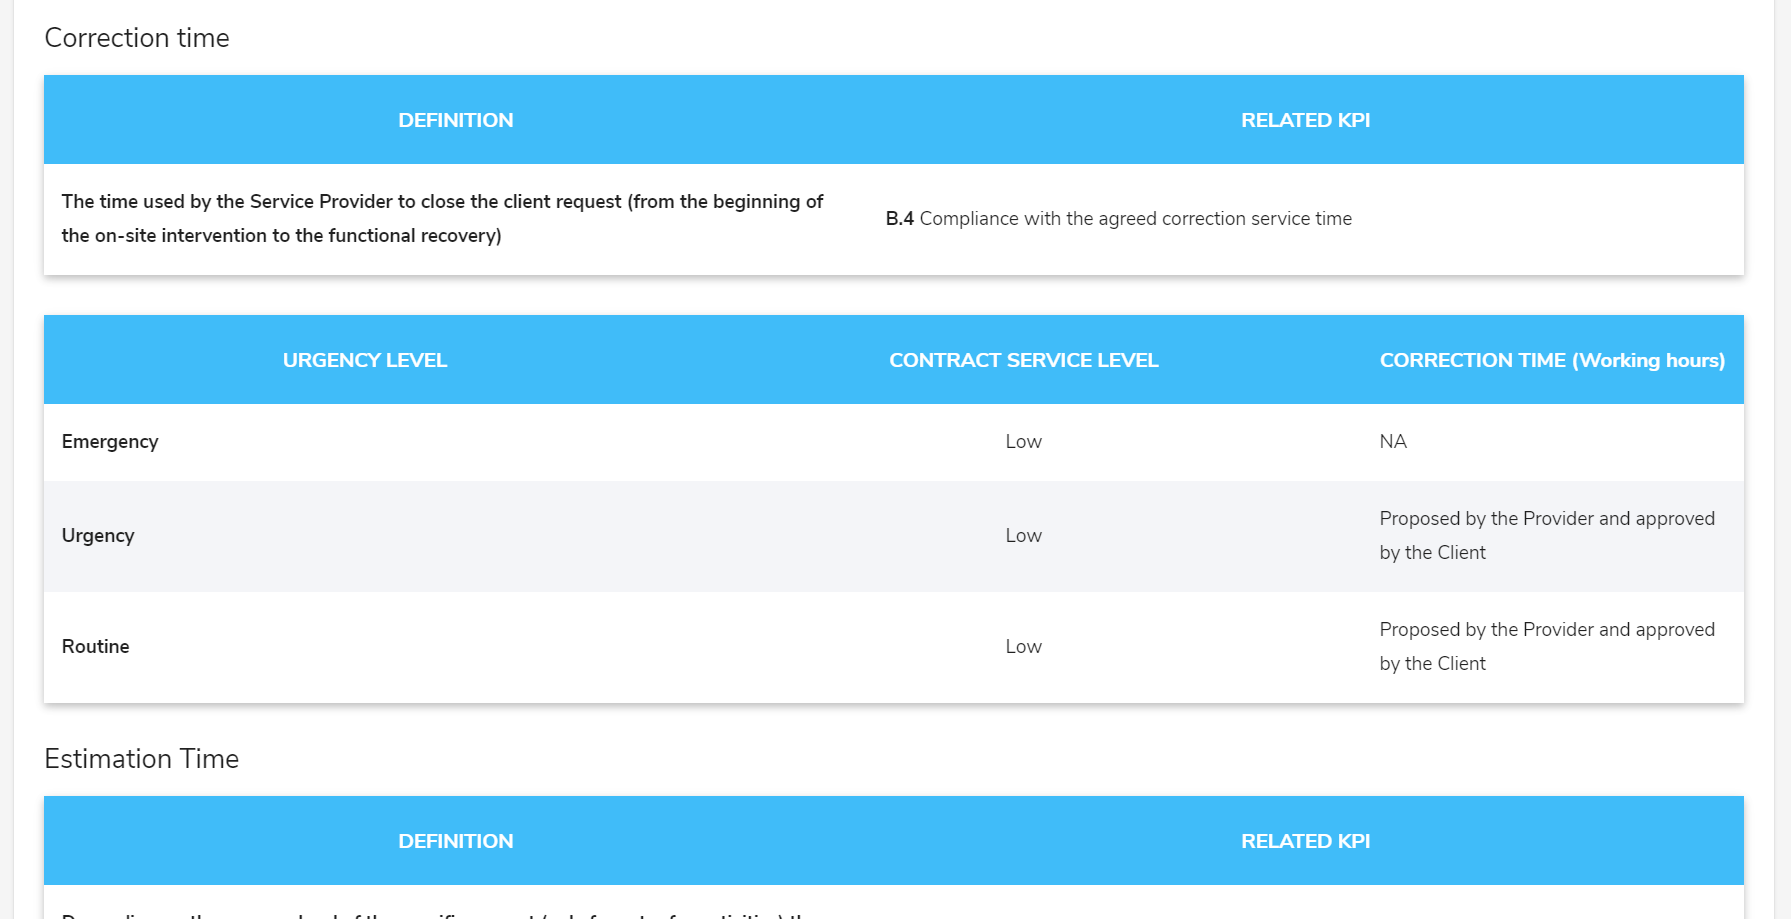 Correction time
DEFINITION RELATED KPI
The time used by the Service Provider to close the client request (from the beginning of
the on-site intervention to the functional recovery)
B.4 Compliance with the agreed correction service time
URGENCY LEVEL CONTRACT SERVICE LEVEL CORRECTION TIME (Working hours)
Emergency Low NA
Urgency Low Proposed by the Provider and approved
by the Client
Routine Low Proposed by the Provider and approved
by the Client
Estimation Time
DEFINITION RELATED KPI